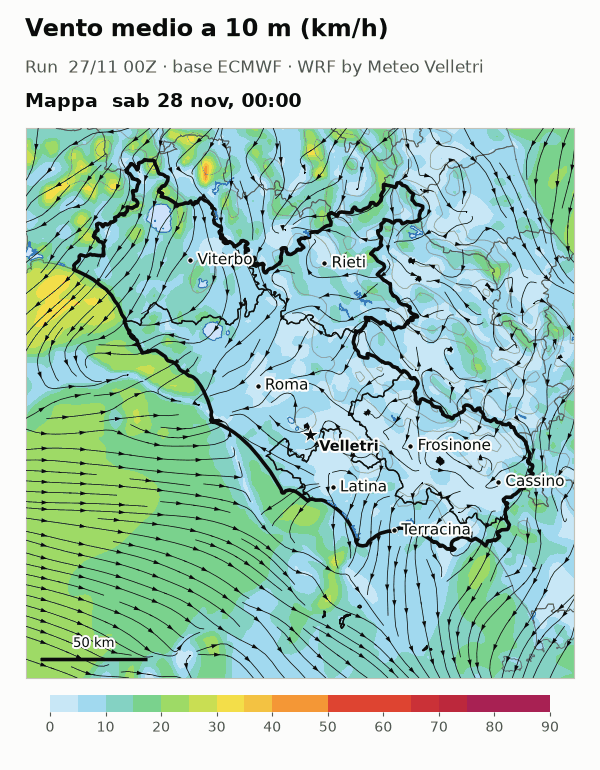 Vento medio a 10 m (km/h)
Run 27/11 00Z · base ECMWF · WRF by Meteo Velletri
Mappa sab 28 nov, 00:00
Viterbo
Rieti
Roma
Velletri
Frosinone
Cassino
Latina
Terracina
50 km
0 10 20 30 40 50 60 70 80 90